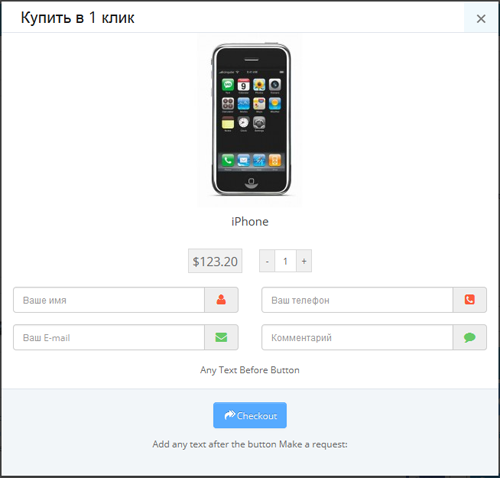 Купить в 1 клик
×
iPhone
$123.20
- 1 +
Ваше имя
Ваш телефон
Ваш E-mail
Комментарий
Any Text Before Button
Checkout
Add any text after the button Make a request: